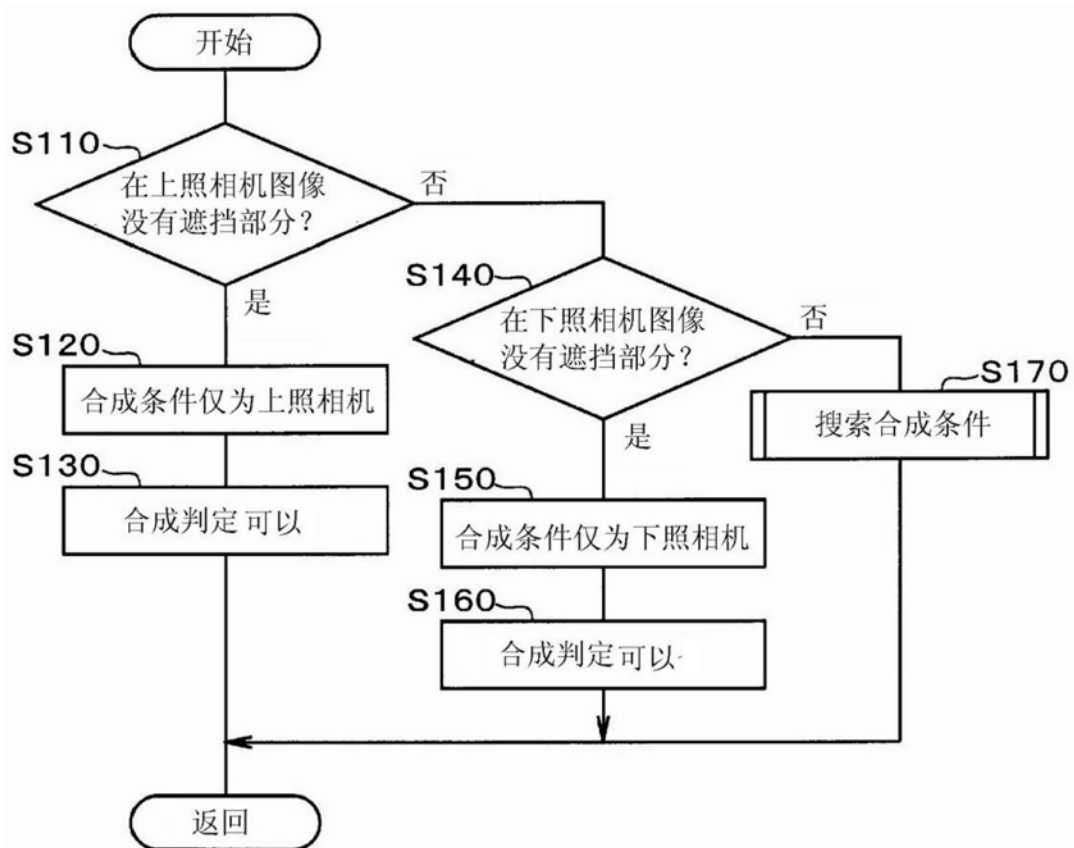 开始
S110
在上照相机图像
没有遮挡部分?
否
是
S140
在下照相机图像
没有遮挡部分?
否
是
S120
合成条件仅为上照相机
S130
合成判定可以
S170
搜索合成条件
S150
合成条件仅为下照相机
S160
合成判定可以
返回